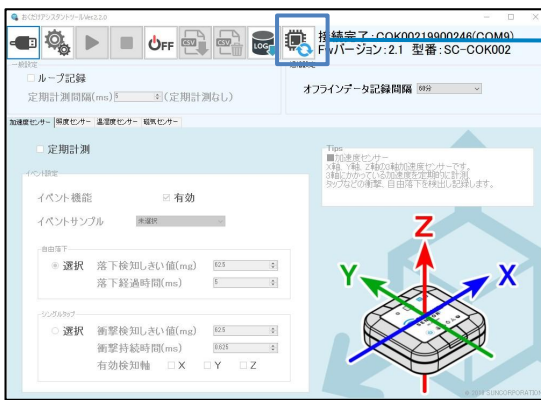 おくだけアシスタントツールVer.2.2.0
OFF
CSV
CSV
LOG
接続完了:COK00219900246(COM9)
Fwバージョン:2.1 型番:SC-COK002
一般設定
ループ記録
定期計測間隔(ms) 5 (定期計測なし)
オフラインデータ記録間隔 60分
加速度センサー 照度センサー 温湿度センサー 磁気センサー
定期計測
イベント設定
イベント機能 有効
イベントサンプル 未選択
自由落下
選択 落下検知しきい値(mg) 62.5
落下経過時間(ms) 5
シングルタップ
選択 衝撃検知しきい値(mg) 62.5
衝撃持続時間(ms) 0.625
有効検知軸 X Y Z
Tips
■加速度センサー
X軸、Y軸、Z軸の3軸加速度センサーです。
3軸にかかっている加速度を定期的に計測、
タップなどの衝撃、自由落下を検出し記録します。
Z
Y
X
SUNCORPORATION